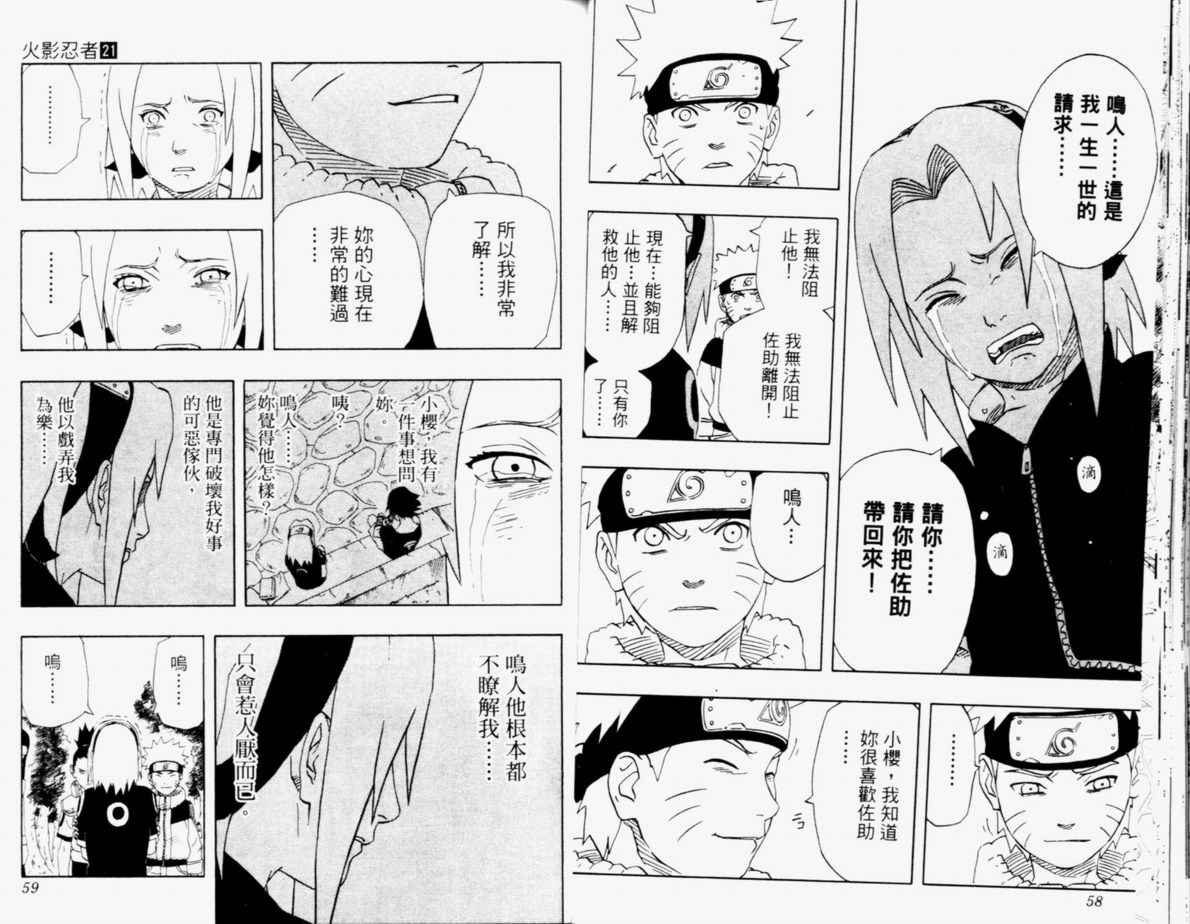 鳴人……這是
我一生一世的
請求……
滴
滴
請你……
請你把佐助
帶回來！
我無法阻
止他！
我無法阻止
佐助離開！
現在…能夠阻
止他…並且解
救他的人……
只有你
了……
鳴人…
………
小櫻，我知道
妳很喜歡佐助
……
58
火影忍者21
所以我非常
了解……
妳的心現在
非常的難過
……
………
………
小櫻，我有
一件事想問
妳。
咦？
鳴人……
妳覺得他怎樣？
他是專門破壞我好事
的可惡傢伙，
他以戲弄我
為樂……
鳴人他根本都
不瞭解我……
只會惹人厭而已。
嗚……
嗚……
59